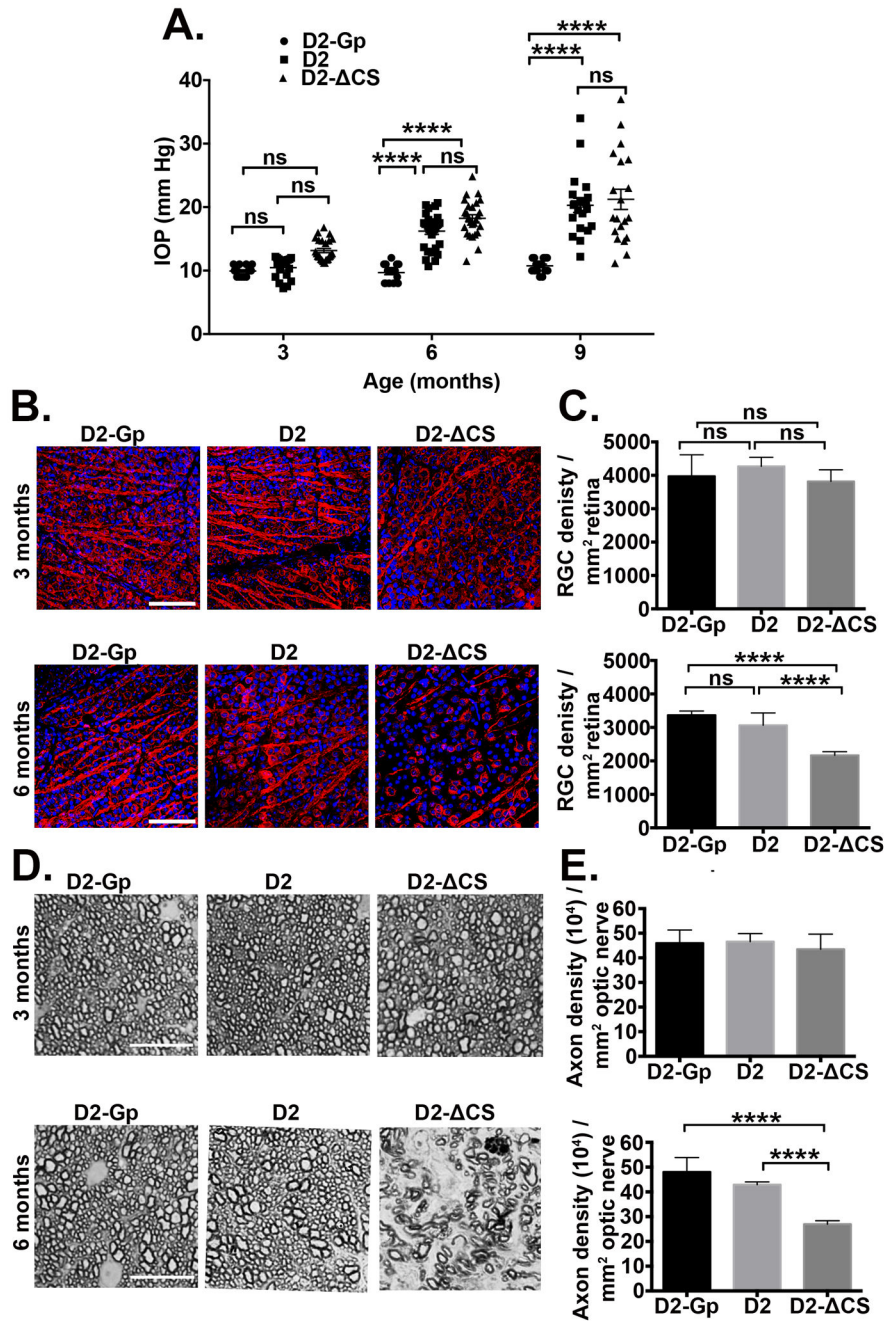 A.
● D2-Gp
■ D2
▲ D2-ΔCS
IOP (mm Hg)
40
30
20
10
0
ns
ns
ns
****
****
ns
****
****
ns
3
6
9
Age (months)
B.
D2-Gp
D2
D2-ΔCS
3 months
D2-Gp
D2
D2-ΔCS
6 months
C.
ns
ns
ns
RGC denisty /
mm² retina
5000
4000
3000
2000
1000
0
D2-Gp
D2
D2-ΔCS
****
ns
****
RGC denisty /
mm² retina
5000
4000
3000
2000
1000
0
D2-Gp
D2
D2-ΔCS
D.
D2-Gp
D2
D2-ΔCS
3 months
D2-Gp
D2
D2-ΔCS
6 months
E.
Axon density (10⁴) /
mm² optic nerve
60
50
40
30
20
10
0
D2-Gp
D2
D2-ΔCS
****
****
Axon density (10⁴) /
mm² optic nerve
60
50
40
30
20
10
0
D2-Gp
D2
D2-ΔCS